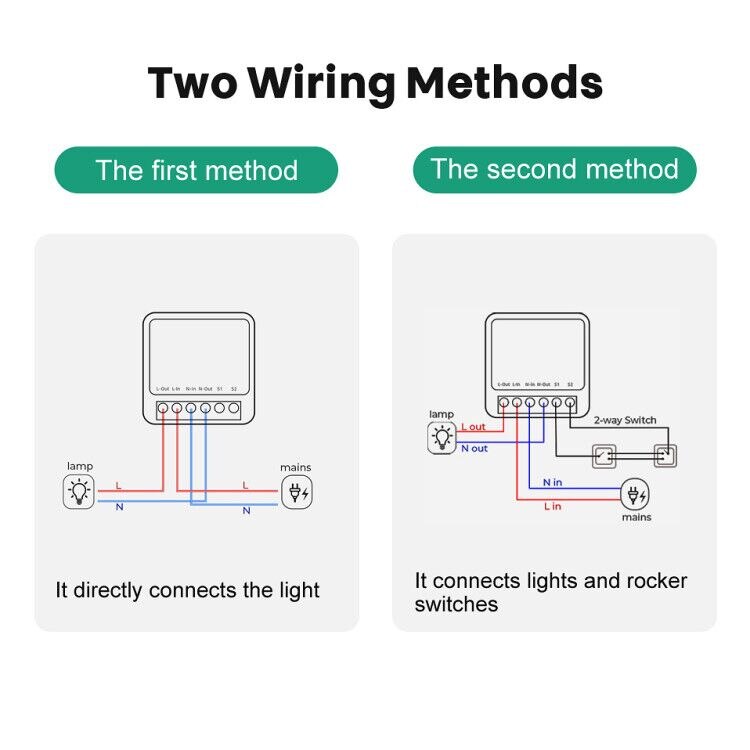 Two Wiring Methods
The first method
The second method
L-Out L-In N-In N-Out S1 S2
lamp
L
L
mains
N
N
It directly connects the light
L-Out L-In N-In N-Out S1 S2
lamp
L out
2-way Switch
N out
N in
L in
mains
It connects lights and rocker
switches